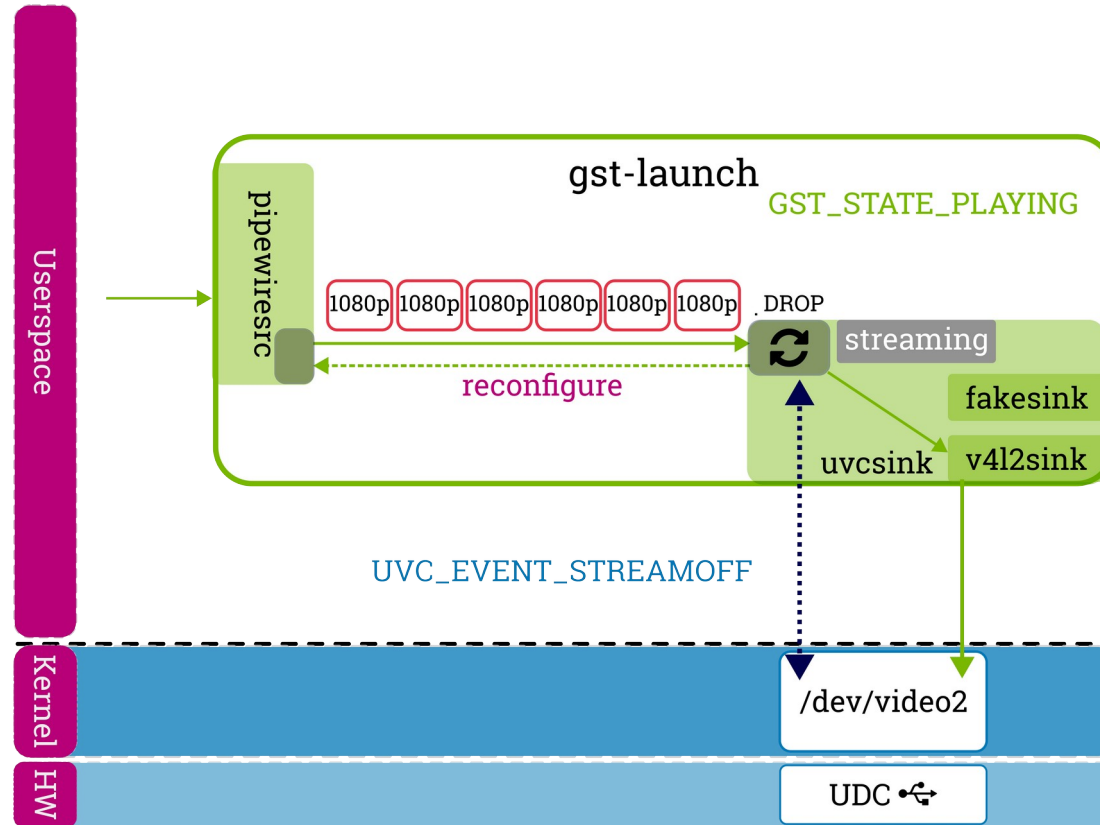 Userspace
gst-launch
GST_STATE_PLAYING
pipewiresrc
1080p 1080p 1080p 1080p 1080p 1080p
. DROP
streaming
reconfigure
fakesink
uvcsink
v4l2sink
UVC_EVENT_STREAMOFF
Kernel
/dev/video2
HW
UDC